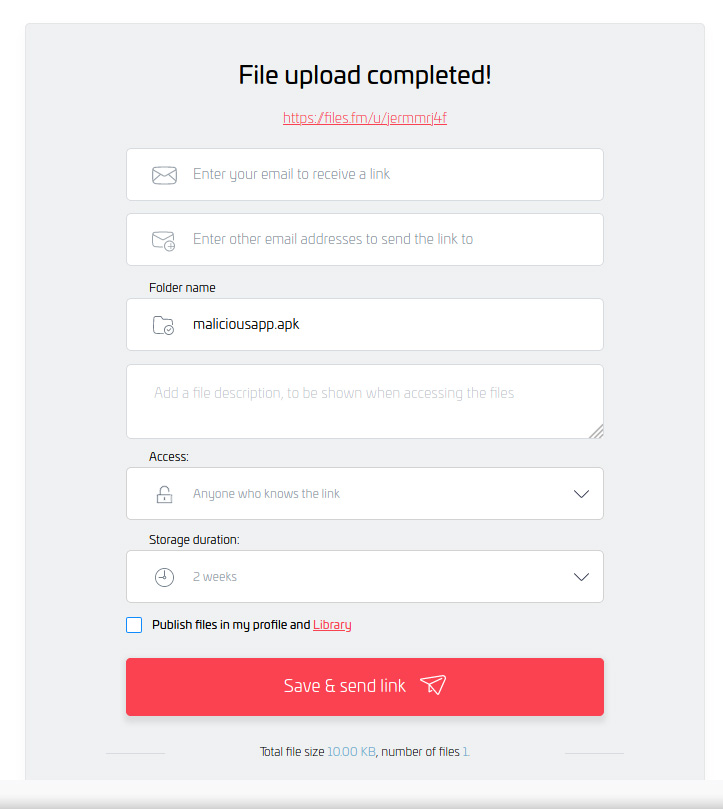 File upload completed!
https://files.fm/u/jermmrj4f
Enter your email to receive a link
Enter other email addresses to send the link to
Folder name
maliciousapp.apk
Add a file description, to be shown when accessing the files
Access:
Anyone who knows the link
Storage duration:
2 weeks
Publish files in my profile and Library
Save & send link
Total file size 10.00 KB, number of files 1.